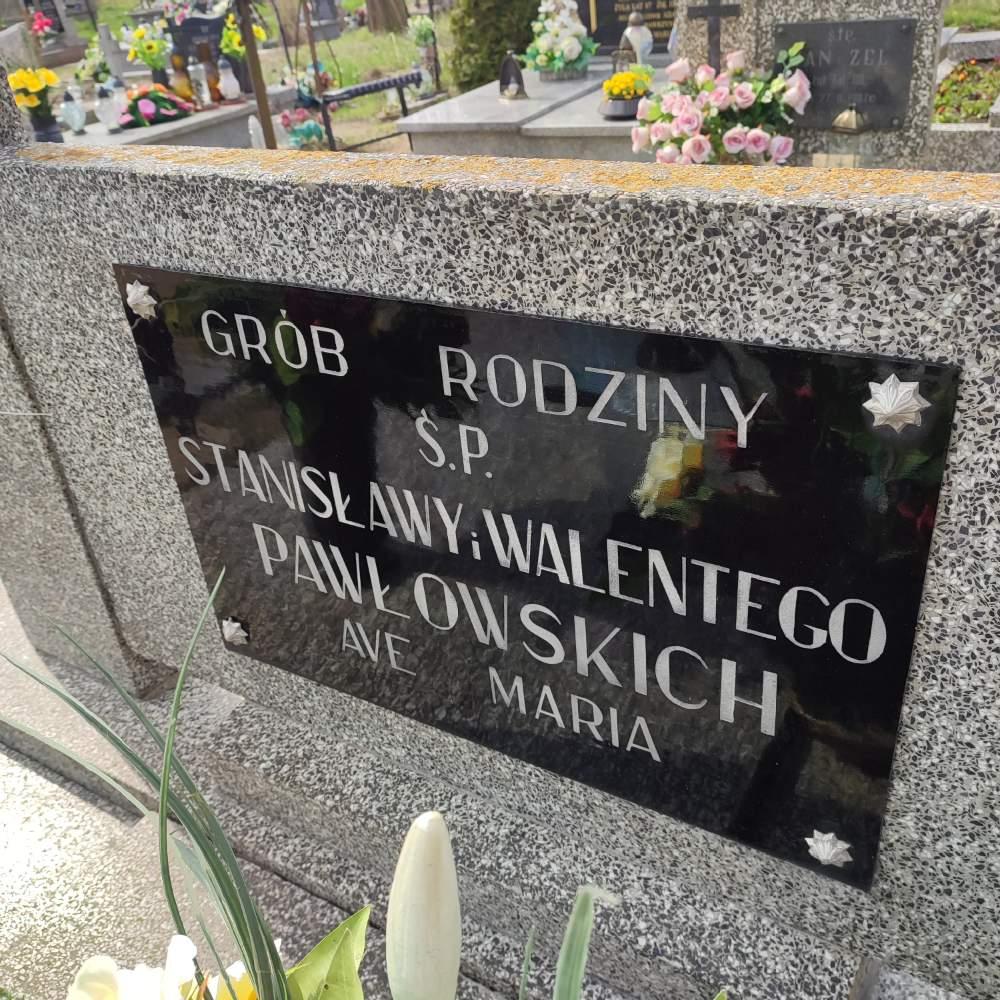 GRÓB RODZINY
Ś.P.
STANISŁAWY i WALENTEGO
PAWŁOWSKICH
AVE MARIA